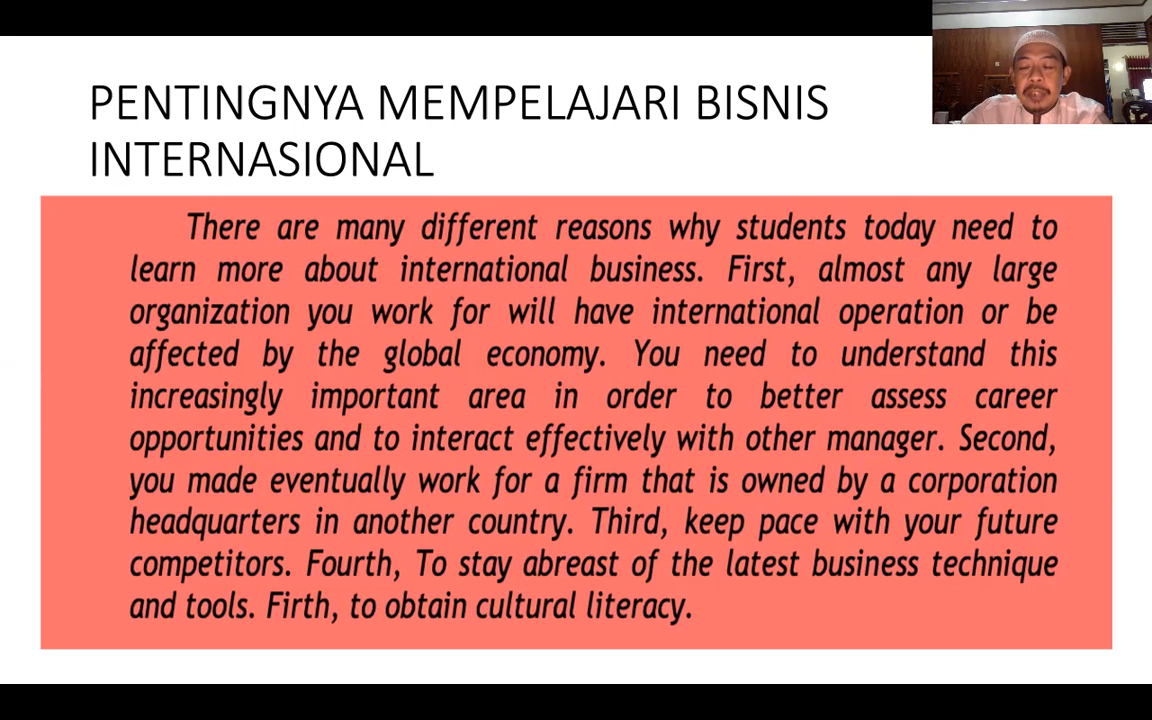 PENTINGNYA MEMPELAJARI BISNIS
INTERNASIONAL
There are many different reasons why students today need to
learn more about international business. First, almost any large
organization you work for will have international operation or be
affected by the global economy. You need to understand this
increasingly important area in order to better assess career
opportunities and to interact effectively with other manager. Second,
you made eventually work for a firm that is owned by a corporation
headquarters in another country. Third, keep pace with your future
competitors. Fourth, To stay abreast of the latest business technique
and tools. Firth, to obtain cultural literacy.